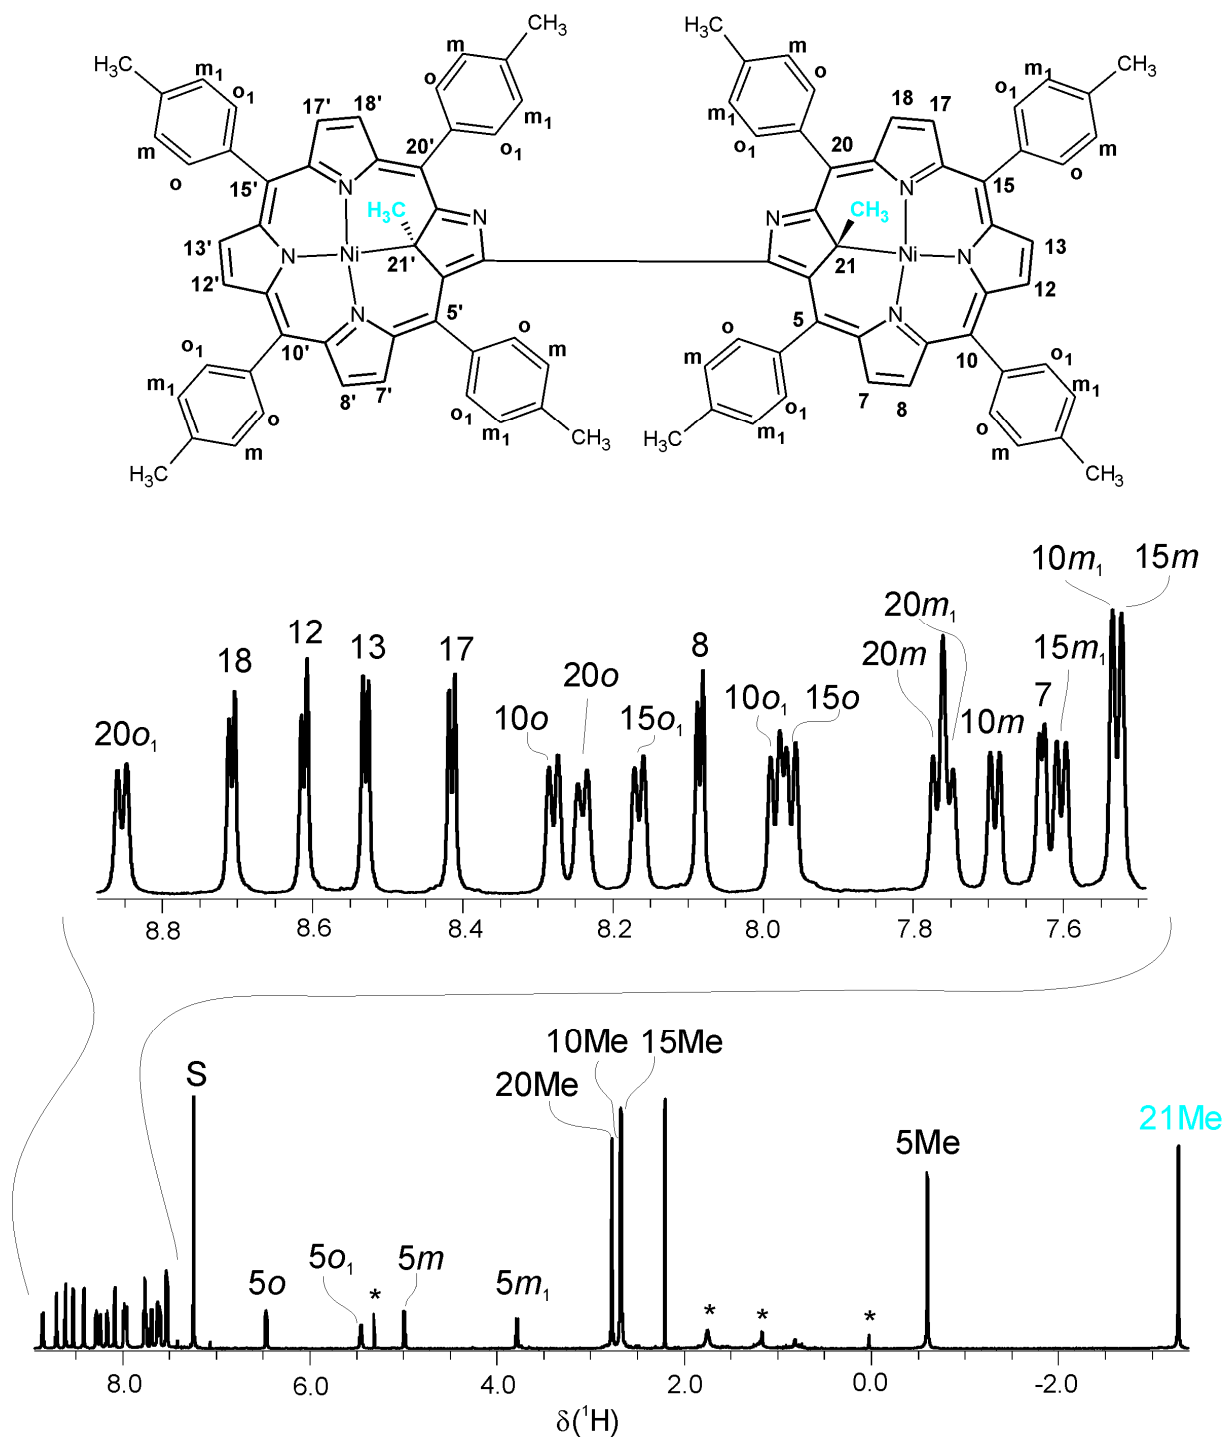 CH₃ H₃C
H₃C m m CH₃
m₁ o o m₁
o₁ 17' 18' m₁ m₁ 18 17 o₁
m o₁ o₁ m
o 20' 20 o
15' N N N N 15
H₃C CH₃
13' N Ni 21' 21 Ni N 13
12' N N 12
5' 5
10' o o 10
o₁ m m o₁
m₁ 8' 7' 7 8 m₁
o o₁ o₁ o
m m₁ m₁ m
H₃C CH₃ H₃C CH₃
10m₁ 15m
20m₁
18 12 13 17 20o 8 20m 15m₁
20o₁ 10o 15o₁ 10o₁ 15o 10m 7
8.8 8.6 8.4 8.2 8.0 7.8 7.6
10Me 15Me
S 20Me
5Me 21Me
5o 5o₁ * 5m 5m₁ * * *
8.0 6.0 4.0 2.0 0.0 -2.0
δ(¹H)